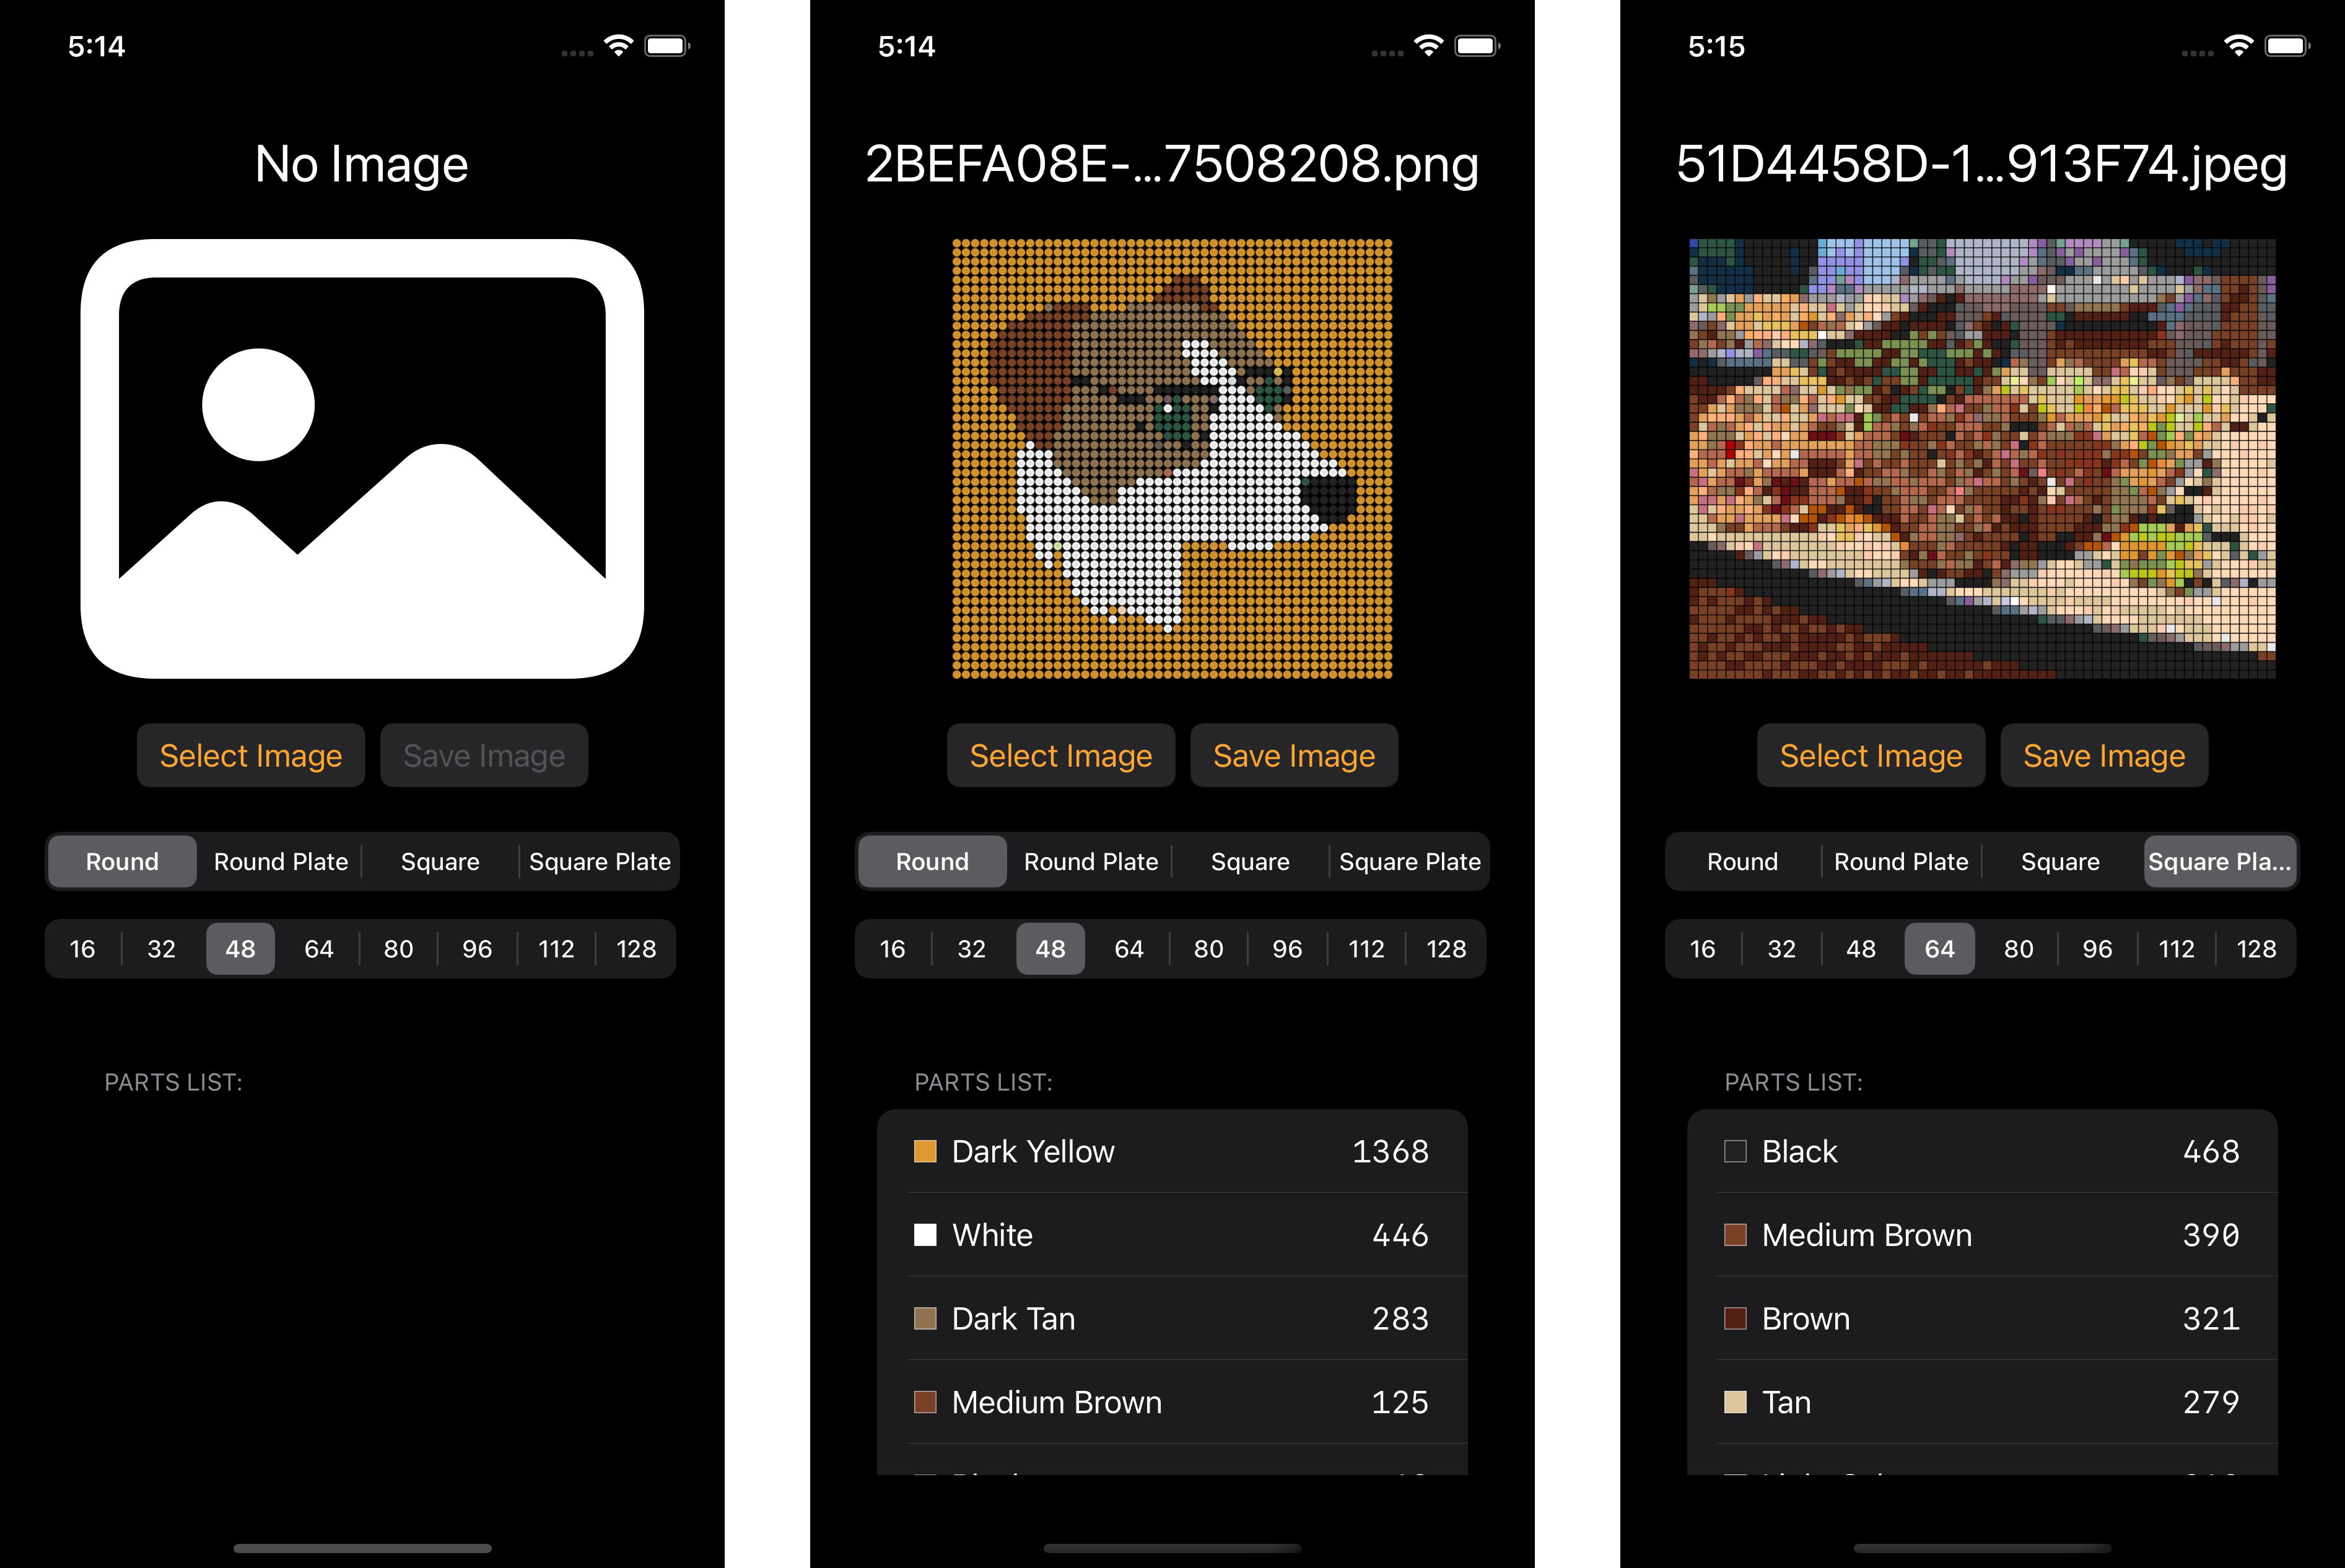 5:14
No Image
Select Image
Save Image
Round
Round Plate
Square
Square Plate
16
32
48
64
80
96
112
128
PARTS LIST:
5:14
2BEFA08E-...7508208.png
Select Image
Save Image
Round
Round Plate
Square
Square Plate
16
32
48
64
80
96
112
128
PARTS LIST:
Dark Yellow 1368
White 446
Dark Tan 283
Medium Brown 125
5:15
51D4458D-1...913F74.jpeg
Select Image
Save Image
Round
Round Plate
Square
Square Pla...
16
32
48
64
80
96
112
128
PARTS LIST:
Black 468
Medium Brown 390
Brown 321
Tan 279